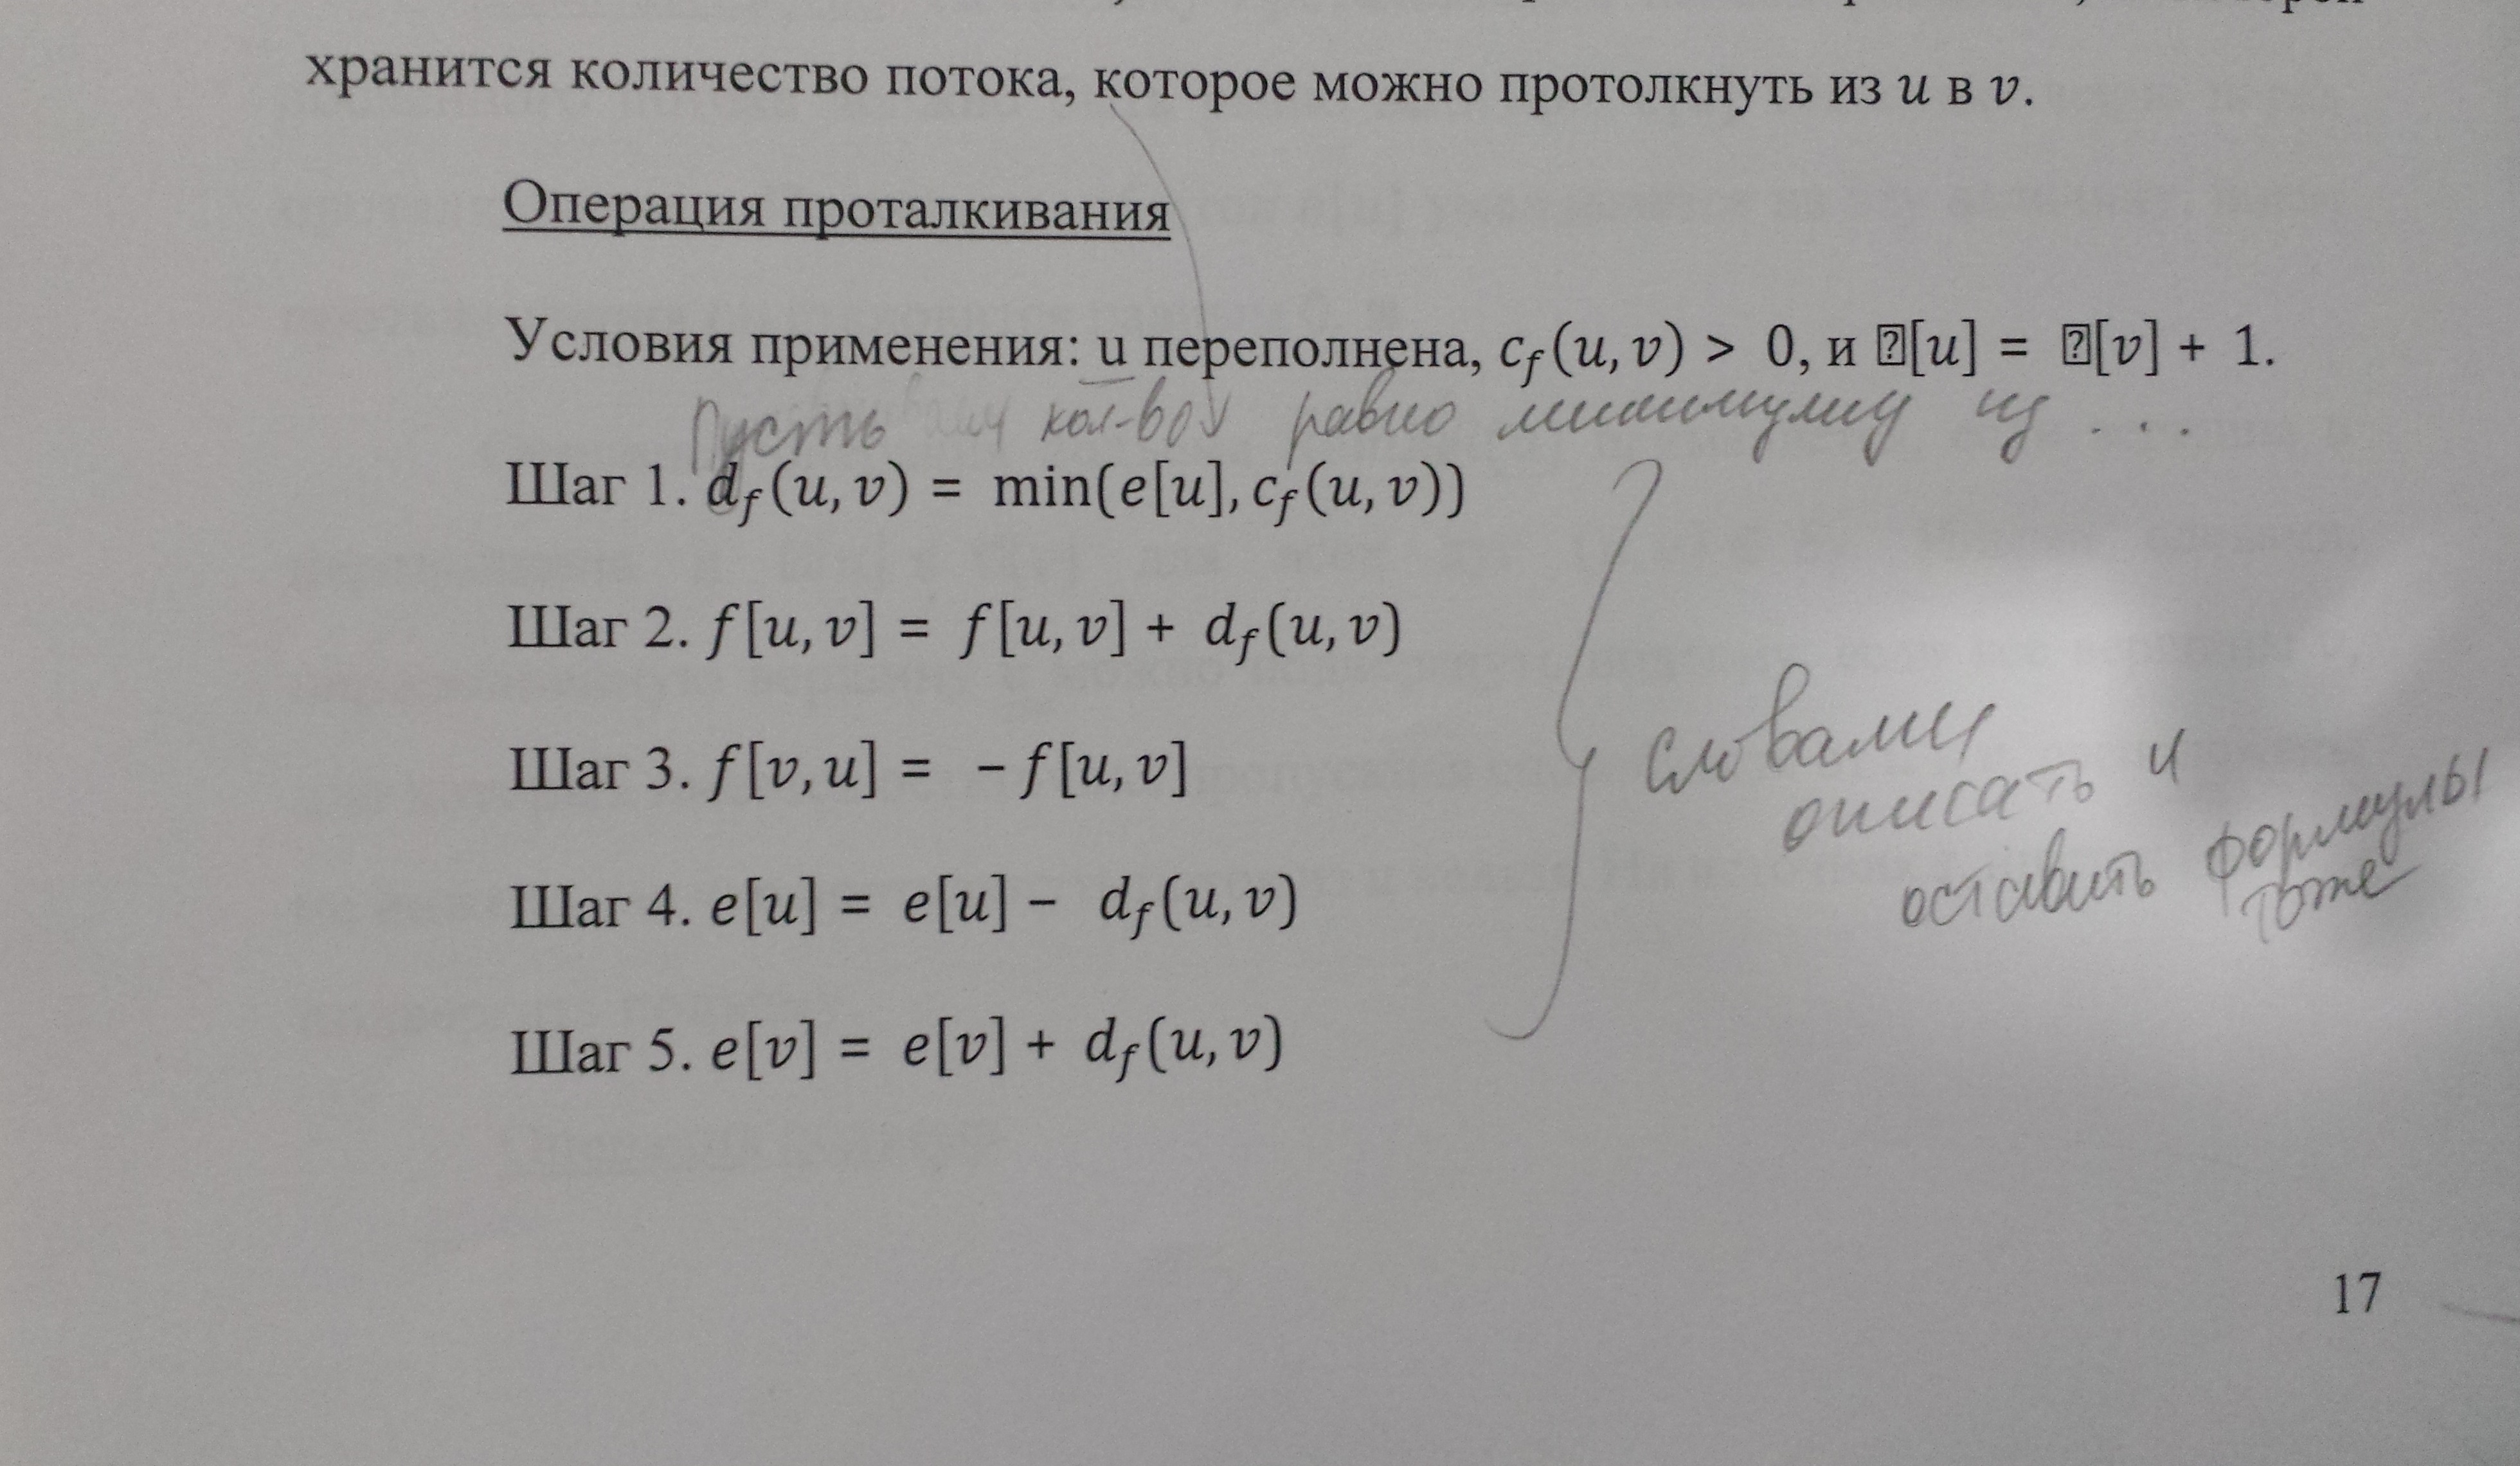 хранится количество потока, которое можно протолкнуть из u в v.
Операция проталкивания
Условия применения: u переполнена, c_f(u, v) > 0, и ⍰[u] = ⍰[v] + 1.
Пусть кол-во равно минимуму из ...
Шаг 1. d_f(u, v) = min(e[u], c_f(u, v))
Шаг 2. f[u, v] = f[u, v] + d_f(u, v)
Шаг 3. f[v, u] = −f[u, v]
Шаг 4. e[u] = e[u] − d_f(u, v)
Шаг 5. e[v] = e[v] + d_f(u, v)
словами
описать и
оставить формулы
тоже
17